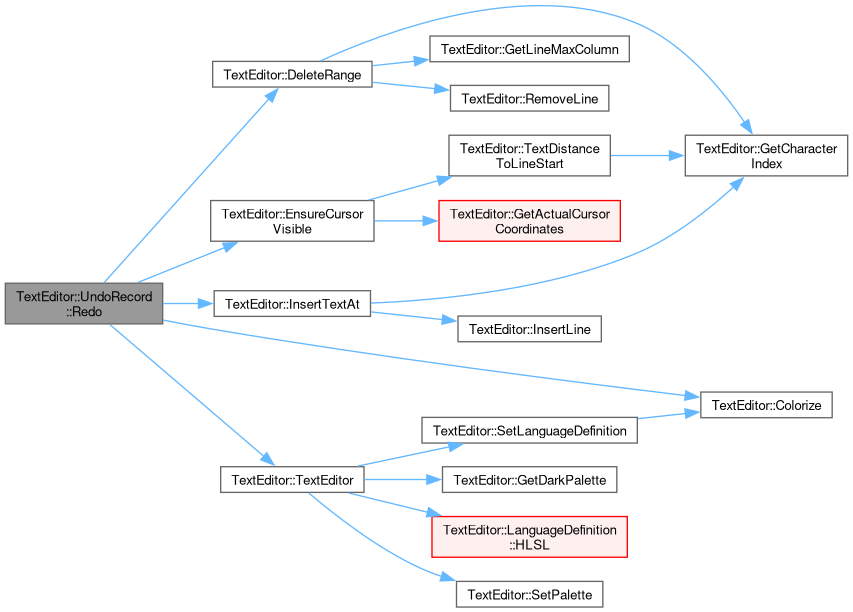 TextEditor::UndoRecord
::Redo
TextEditor::DeleteRange
TextEditor::EnsureCursor
Visible
TextEditor::InsertTextAt
TextEditor::TextEditor
TextEditor::GetLineMaxColumn
TextEditor::RemoveLine
TextEditor::TextDistance
ToLineStart
TextEditor::GetActualCursor
Coordinates
TextEditor::InsertLine
TextEditor::SetLanguageDefinition
TextEditor::GetDarkPalette
TextEditor::LanguageDefinition
::HLSL
TextEditor::SetPalette
TextEditor::GetCharacter
Index
TextEditor::Colorize